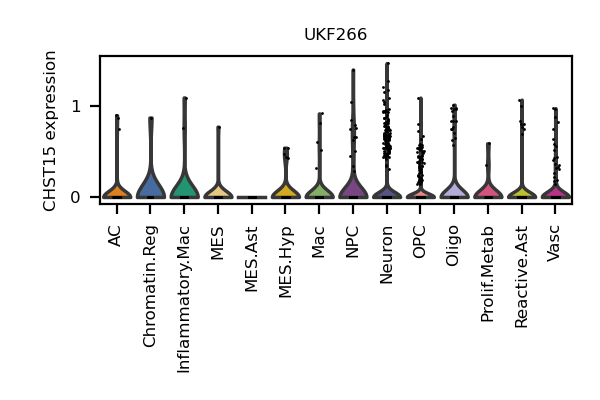 UKF266
CHST15 expression
1
0
AC
Chromatin.Reg
Inflammatory.Mac
MES
MES.Ast
MES.Hyp
Mac
NPC
Neuron
OPC
Oligo
Prolif.Metab
Reactive.Ast
Vasc